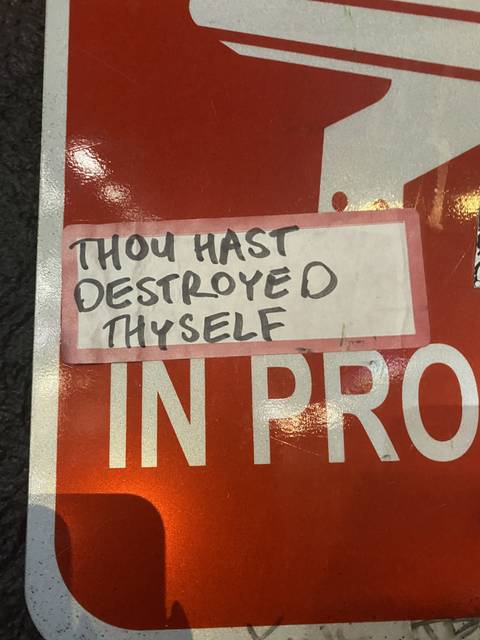 THOU HAST
DESTROYED
THYSELF
IN PRO